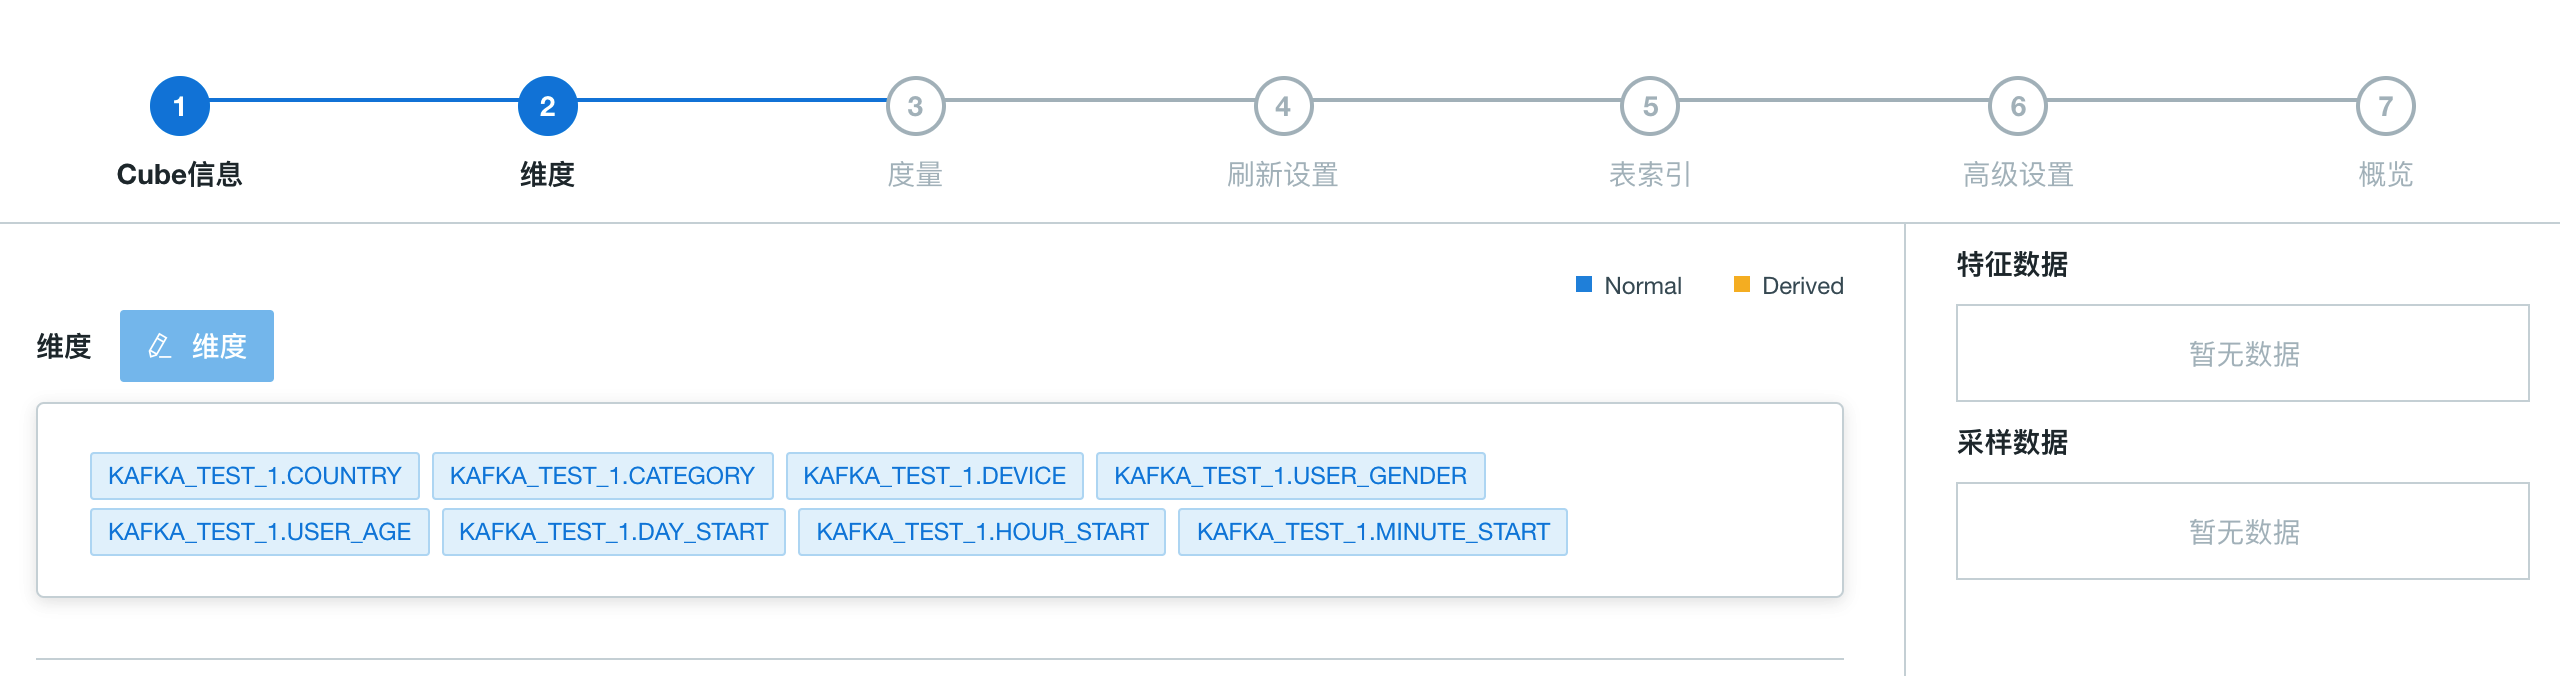 1 2 3 4 5 6 7
Cube信息 维度 度量 刷新设置 表索引 高级设置 概览
Normal Derived
维度 维度
KAFKA_TEST_1.COUNTRY KAFKA_TEST_1.CATEGORY KAFKA_TEST_1.DEVICE KAFKA_TEST_1.USER_GENDER
KAFKA_TEST_1.USER_AGE KAFKA_TEST_1.DAY_START KAFKA_TEST_1.HOUR_START KAFKA_TEST_1.MINUTE_START
特征数据
暂无数据
采样数据
暂无数据